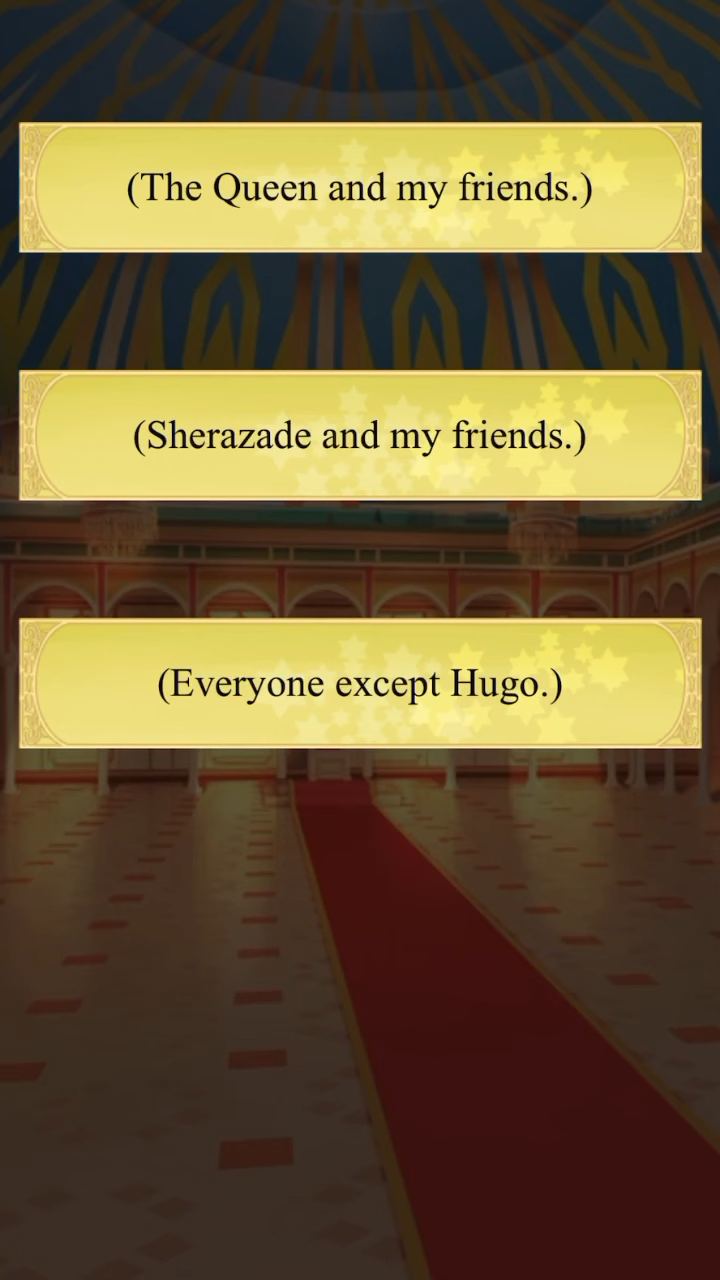 (The Queen and my friends.)
(Sherazade and my friends.)
(Everyone except Hugo.)